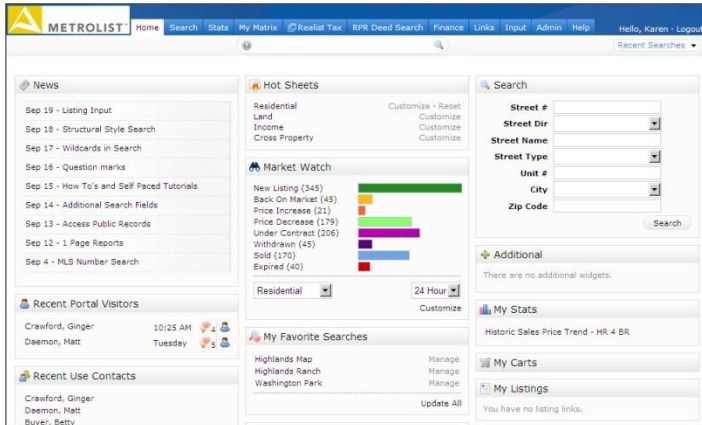 METROLIST
Home Search Stats My Matrix Realist Tax RPR Deed Search Finance Links Input Admin Help Hello, Karen - Logout
Recent Searches
News
Sep 19 - Listing Input
Sep 18 - Structural Style Search
Sep 17 - Wildcards in Search
Sep 16 - Question marks
Sep 15 - How To's and Self Paced Tutorials
Sep 14 - Additional Search Fields
Sep 13 - Access Public Records
Sep 12 - 1 Page Reports
Sep 4 - MLS Number Search
Recent Portal Visitors
Crawford, Ginger 10:25 AM 4
Daemon, Matt Tuesday 5
Recent Use Contacts
Crawford, Ginger
Daemon, Matt
Buyer, Betty
Hot Sheets
Residential Customize • Reset
Land Customize
Income Customize
Cross Property Customize
Market Watch
New Listing (345)
Back On Market (45)
Price Increase (21)
Price Decrease (179)
Under Contract (206)
Withdrawn (45)
Sold (170)
Expired (40)
Residential 24 Hour
Customize
My Favorite Searches
Highlands Map Manage
Highlands Ranch Manage
Washington Park Manage
Update All
Search
Street #
Street Dir
Street Name
Street Type
Unit #
City
Zip Code
Search
Additional
There are no additional widgets.
My Stats
Historic Sales Price Trend - HR 4 BR
My Carts
My Listings
You have no listing links.